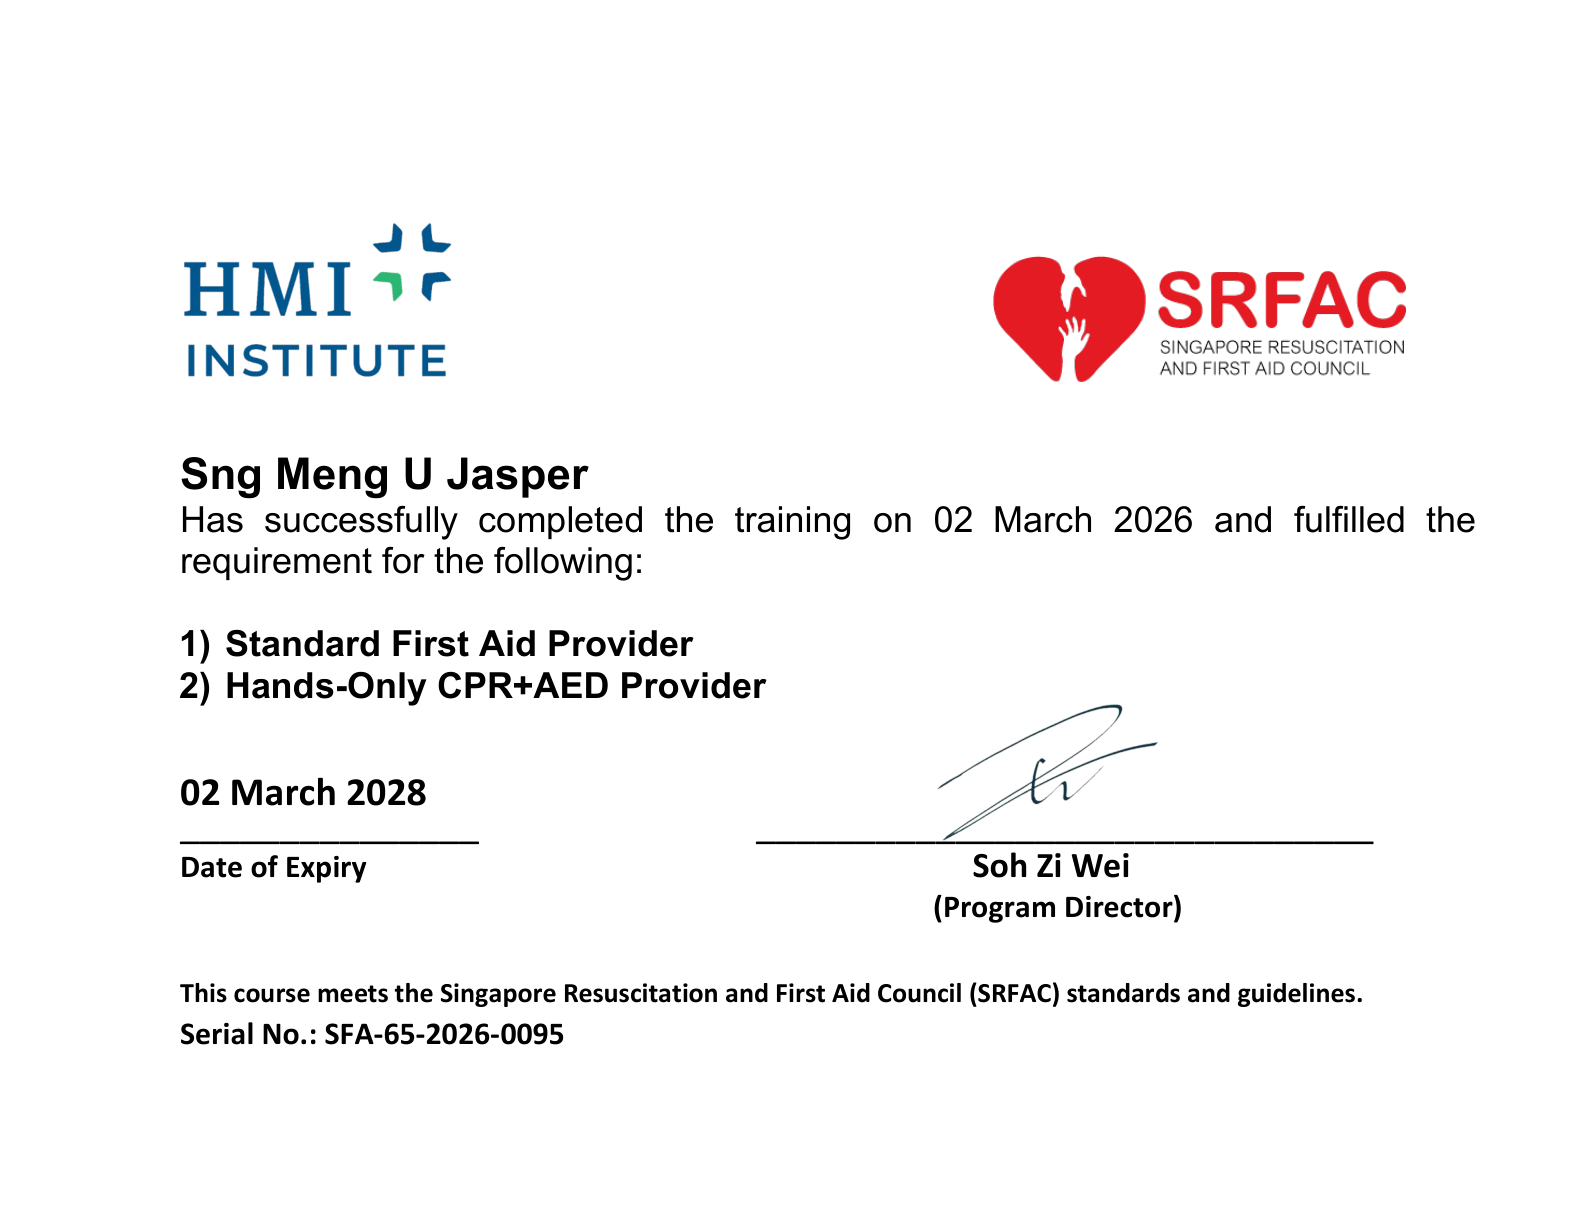 HMI
INSTITUTE
SRFAC
SINGAPORE RESUSCITATION
AND FIRST AID COUNCIL
Sng Meng U Jasper
Has successfully completed the training on 02 March 2026 and fulfilled the
requirement for the following:
1) Standard First Aid Provider
2) Hands-Only CPR+AED Provider
02 March 2028
Date of Expiry
Soh Zi Wei
(Program Director)
This course meets the Singapore Resuscitation and First Aid Council (SRFAC) standards and guidelines.
Serial No.: SFA-65-2026-0095